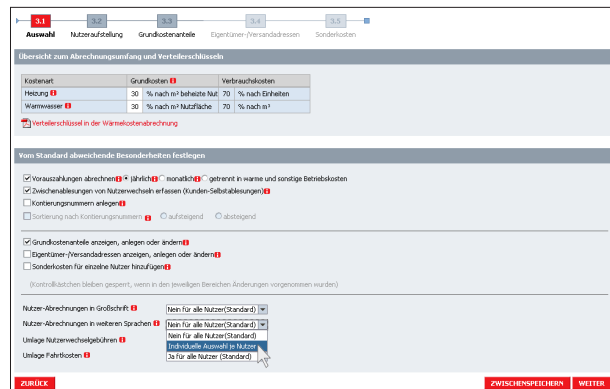 3.1 3.2 3.3 3.4 3.5
Auswahl Nutzeraufstellung Grundkostenanteile Eigentümer-/Versandadressen Sonderkosten
Übersicht zum Abrechnungsumfang und Verteilerschlüsseln
Kostenart Grundkosten Verbrauchskosten
Heizung 30 % nach m² beheizte Nut 70 % nach Einheiten
Warmwasser 30 % nach m² Nutzfläche 70 % nach m³
Verteilerschlüssel in der Wärmekostenabrechnung
Vom Standard abweichende Besonderheiten festlegen
Vorauszahlungen abrechnen jährlich monatlich getrennt in warme und sonstige Betriebskosten
Zwischenablesungen von Nutzerwechseln erfassen (Kunden-Selbstablesungen)
Kontierungsnummern anlegen
Sortierung nach Kontierungsnummern aufsteigend absteigend
Grundkostenanteile anzeigen, anlegen oder ändern
Eigentümer-/Versandadressen anzeigen, anlegen oder ändern
Sonderkosten für einzelne Nutzer hinzufügen
(Kontrollkästchen bleiben gesperrt, wenn in den jeweiligen Bereichen Änderungen vorgenommen wurden)
Nutzer-Abrechnungen in Großschrift Nein für alle Nutzer(Standard)
Nutzer-Abrechnungen in weiteren Sprachen Nein für alle Nutzer(Standard)
Nein für alle Nutzer(Standard)
Umlage Nutzerwechselgebühren Individuelle Auswahl je Nutzer
Umlage Fahrtkosten Ja für alle Nutzer (Standard)
ZURÜCK ZWISCHENSPEICHERN WEITER